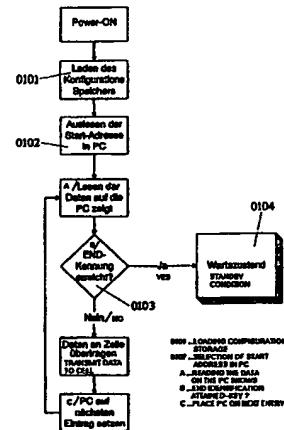 Power-ON
0101
Laden des
Konfigurations
Speichers
0102
Auslesen der
Start-Adresse
in PC
A /Lesen der
Daten auf die
PC zeigt
B/
END-
Kennung
erreicht?
Ja
YES
0104
Wartezustand
STANDBY
CONDITION
0103
Nein/NO
Daten an Zelle
übertragen
TRANSMIT DATA
TO CELL
C/PC auf
nächsten
Eintrag setzen
LOADING CONFIGURATION
STORAGE
SELECTION OF START
ADDRESS IN PC
A ... READING THE DATA
ON THE PC SHOWS
B ... END IDENTIFICATION
ATTAINED-KEY ?
C ... PLACE PC ON NEXT ENTRY